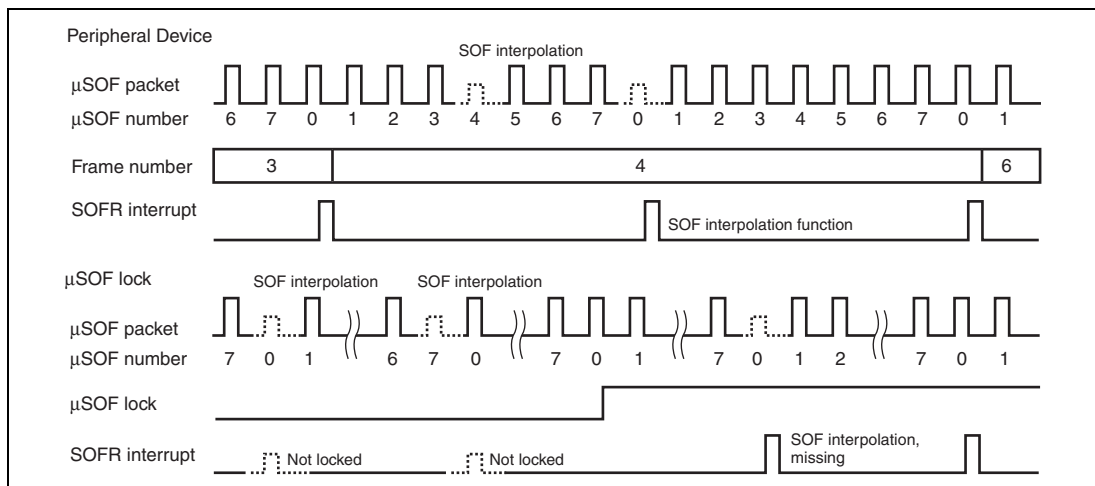 Peripheral Device
SOF interpolation
μSOF packet
μSOF number 6 7 0 1 2 3 4 5 6 7 0 1 2 3 4 5 6 7 0 1
Frame number 3 4 6
SOFR interrupt
SOF interpolation function
μSOF lock
SOF interpolation SOF interpolation
μSOF packet
μSOF number 7 0 1 6 7 0 7 0 1 7 0 1 2 7 0 1
μSOF lock
SOFR interrupt Not locked Not locked SOF interpolation,
missing